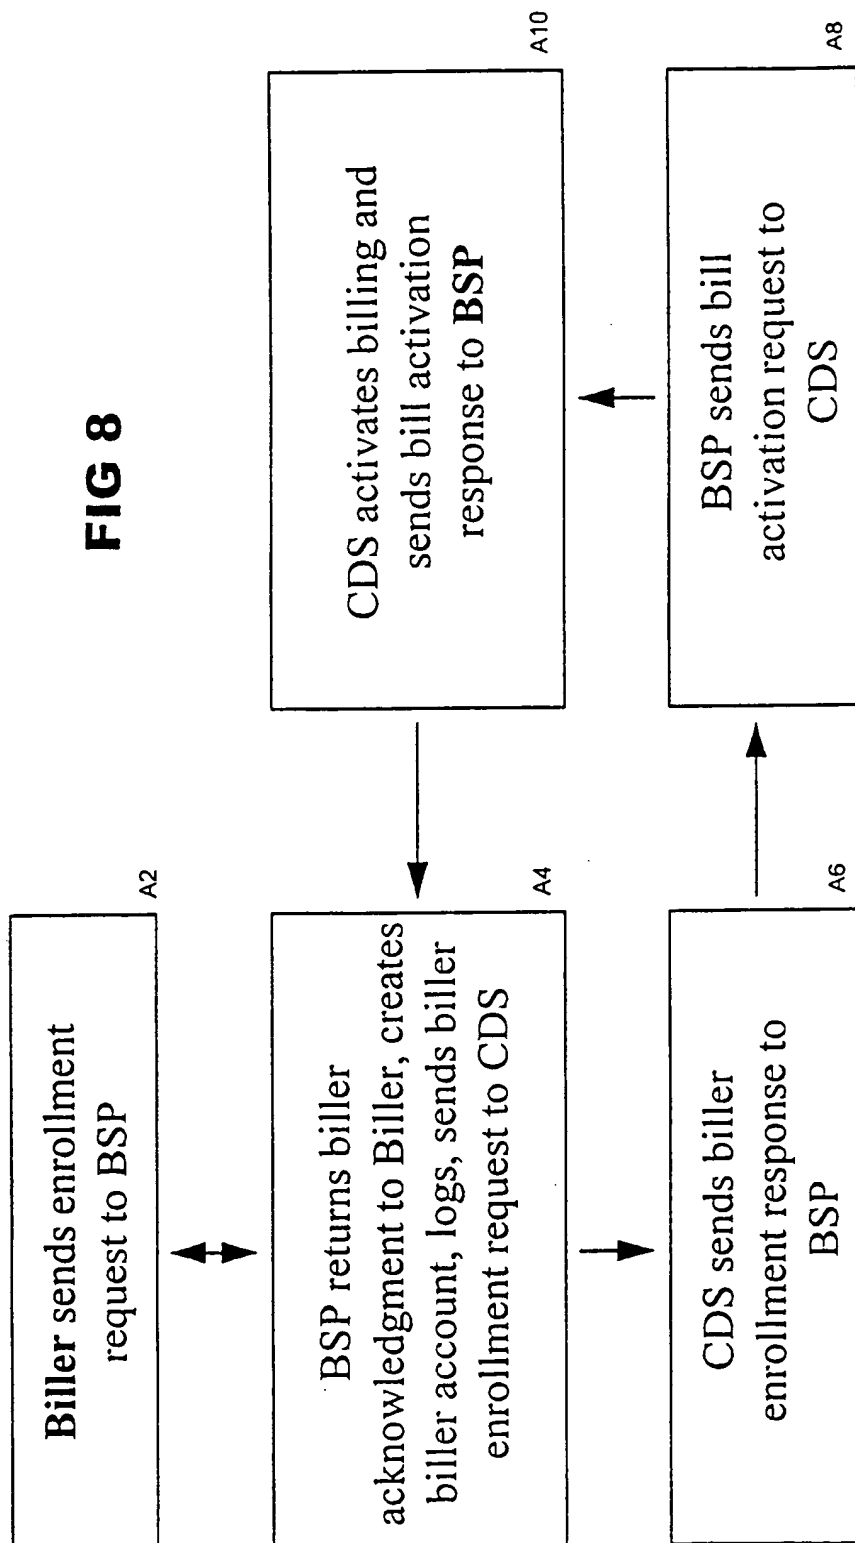 FIG 8
Biller sends enrollment
request to BSP
A2
BSP returns biller
acknowledgment to Biller, creates
biller account, logs, sends biller
enrollment request to CDS
A4
CDS sends biller
enrollment response to
BSP
A6
BSP sends bill
activation request to
CDS
A8
CDS activates billing and
sends bill activation
response to BSP
A10